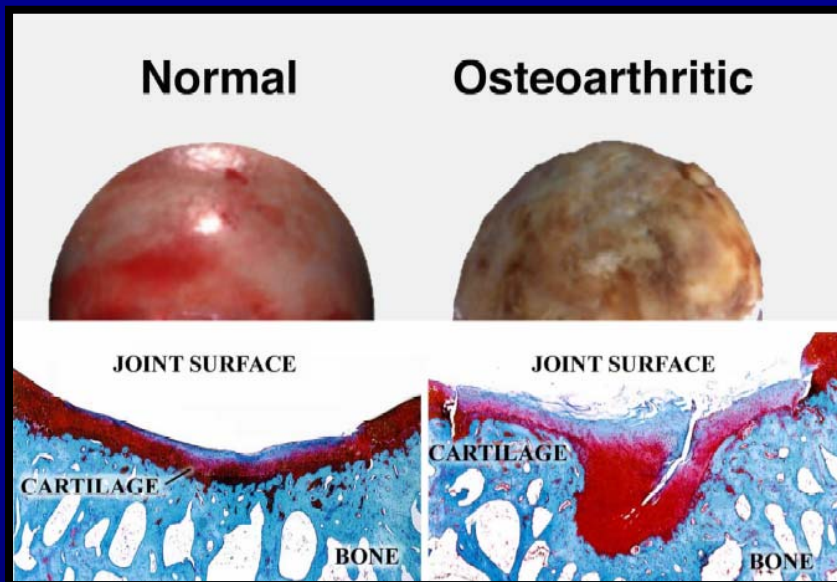 Normal
Osteoarthritic
JOINT SURFACE
CARTILAGE
BONE
JOINT SURFACE
CARTILAGE
BONE